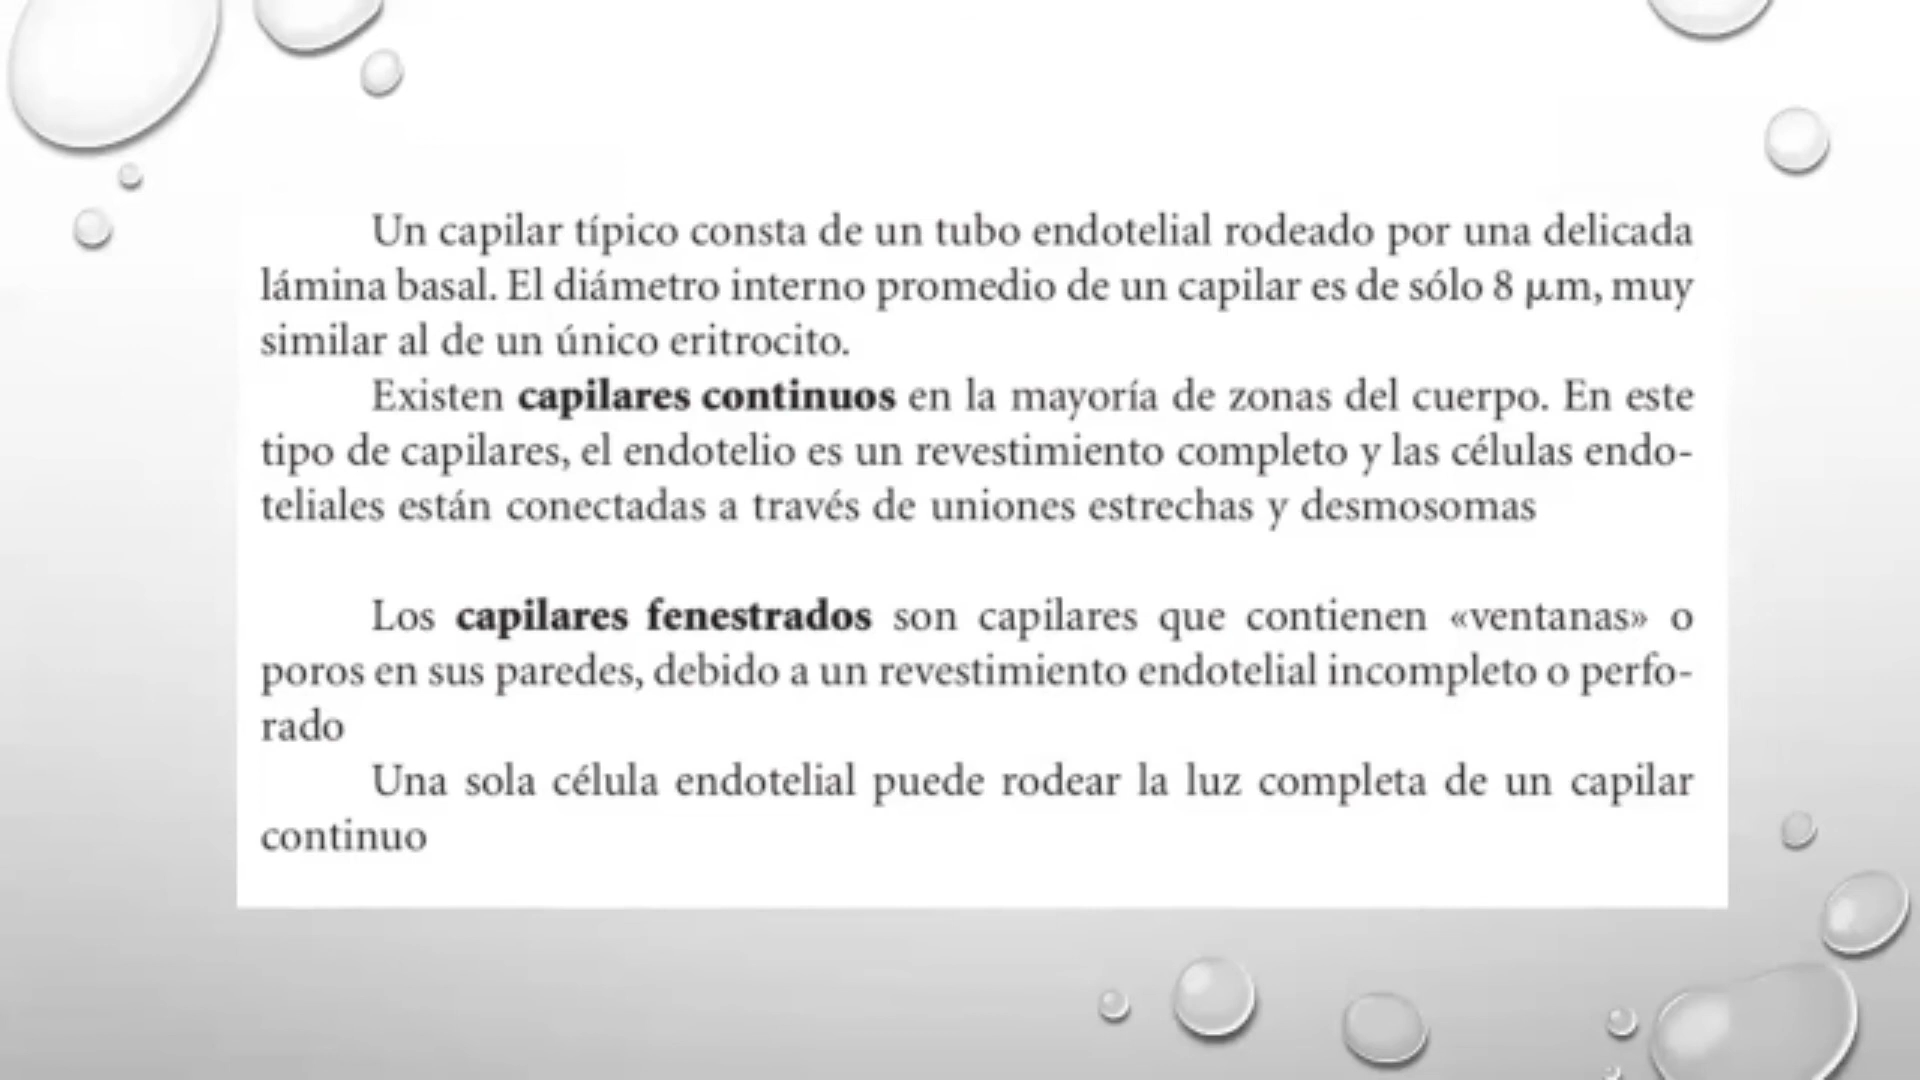 Un capilar típico consta de un tubo endotelial rodeado por una delicada
lámina basal. El diámetro interno promedio de un capilar es de sólo 8 μm, muy
similar al de un único eritrocito.
Existen capilares continuos en la mayoría de zonas del cuerpo. En este
tipo de capilares, el endotelio es un revestimiento completo y las células endo-
teliales están conectadas a través de uniones estrechas y desmosomas
Los capilares fenestrados son capilares que contienen «ventanas» o
poros en sus paredes, debido a un revestimiento endotelial incompleto o perfo-
rado
Una sola célula endotelial puede rodear la luz completa de un capilar
continuo